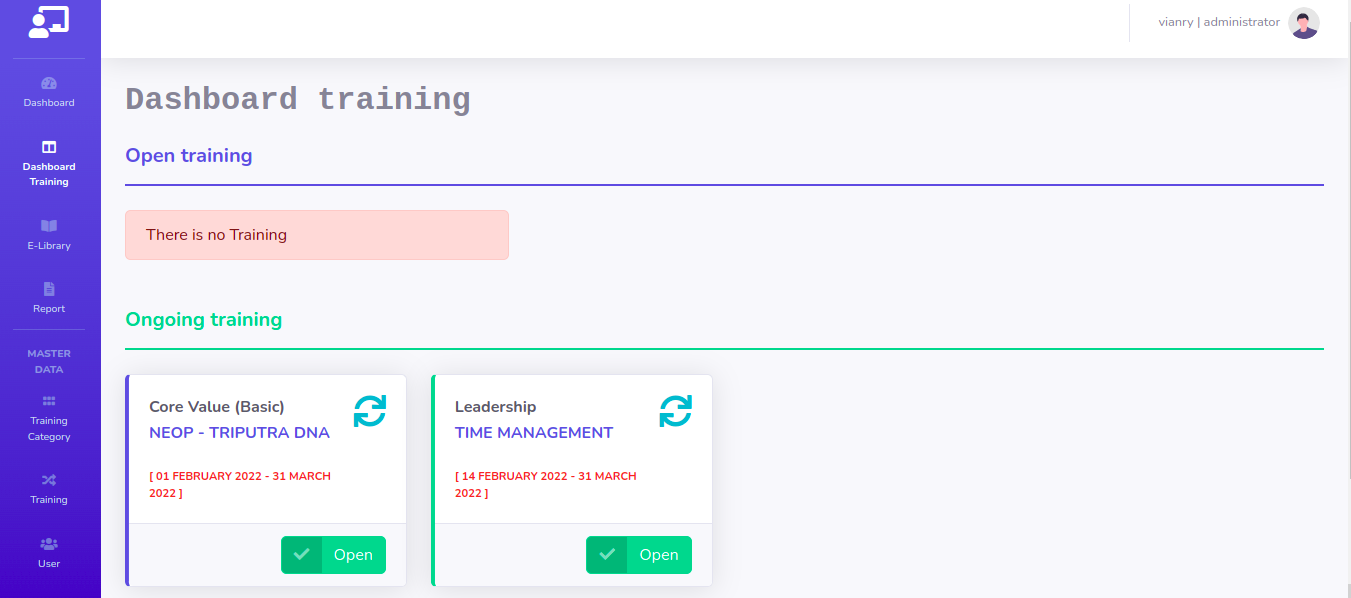 vianry | administrator
Dashboard
Dashboard
Training
E-Library
Report
MASTER
DATA
Training
Category
Training
User
Dashboard training
Open training
There is no Training
Ongoing training
Core Value (Basic)
NEOP - TRIPUTRA DNA
[ 01 FEBRUARY 2022 - 31 MARCH
2022 ]
Open
Leadership
TIME MANAGEMENT
[ 14 FEBRUARY 2022 - 31 MARCH
2022 ]
Open